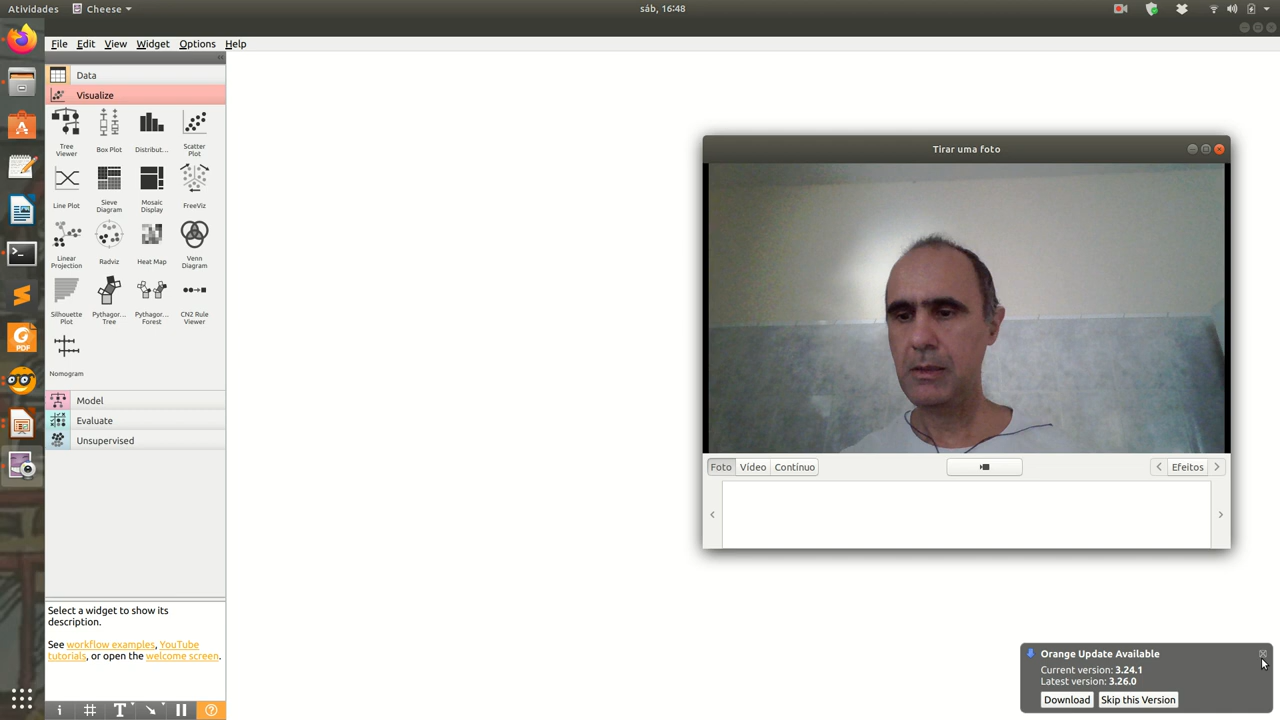 Atividades
Cheese
sáb, 16:48
File Edit View Widget Options Help
Data
Visualize
Tree Viewer
Box Plot
Distribut...
Scatter Plot
Line Plot
Sieve Diagram
Mosaic Display
FreeViz
Linear Projection
Radviz
Heat Map
Venn Diagram
Silhouette Plot
Pythagor... Tree
Pythagor... Forest
CN2 Rule Viewer
Nomogram
Model
Evaluate
Unsupervised
Select a widget to show its
description.
See workflow examples, YouTube
tutorials, or open the welcome screen.
Tirar uma foto
Foto Vídeo Contínuo
Efeitos
Orange Update Available
Current version: 3.24.1
Latest version: 3.26.0
Download Skip this Version
PDF